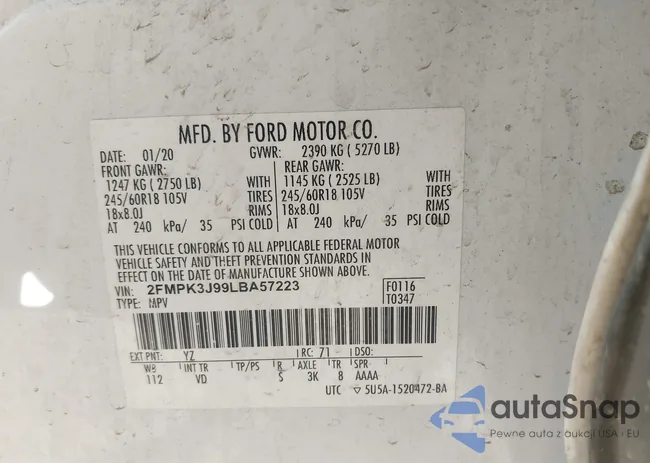 MFD. BY FORD MOTOR CO.
DATE: 01/20 GVWR: 2390 KG ( 5270 LB)
FRONT GAWR: REAR GAWR:
1247 KG ( 2750 LB) WITH 1145 KG ( 2525 LB) WITH
245/60R18 105V TIRES 245/60R18 105V TIRES
18x8.0J RIMS 18x8.0J RIMS
AT 240 kPa/ 35 PSI COLD AT 240 kPa/ 35 PSI COLD
THIS VEHICLE CONFORMS TO ALL APPLICABLE FEDERAL MOTOR
VEHICLE SAFETY AND THEFT PREVENTION STANDARDS IN
EFFECT ON THE DATE OF MANUFACTURE SHOWN ABOVE.
VIN: 2FMPK3J99LBA57223 F0116
TYPE: MPV T0347
EXT PNT: YZ RC: 71 DSO:
WB INT TR TP/PS R AXLE TR SPR
112 VD S 3K 8 AAAA
UTC ▽ 5U5A-1520472-BA
autaSnap
Pewne auta z aukcji USA i EU